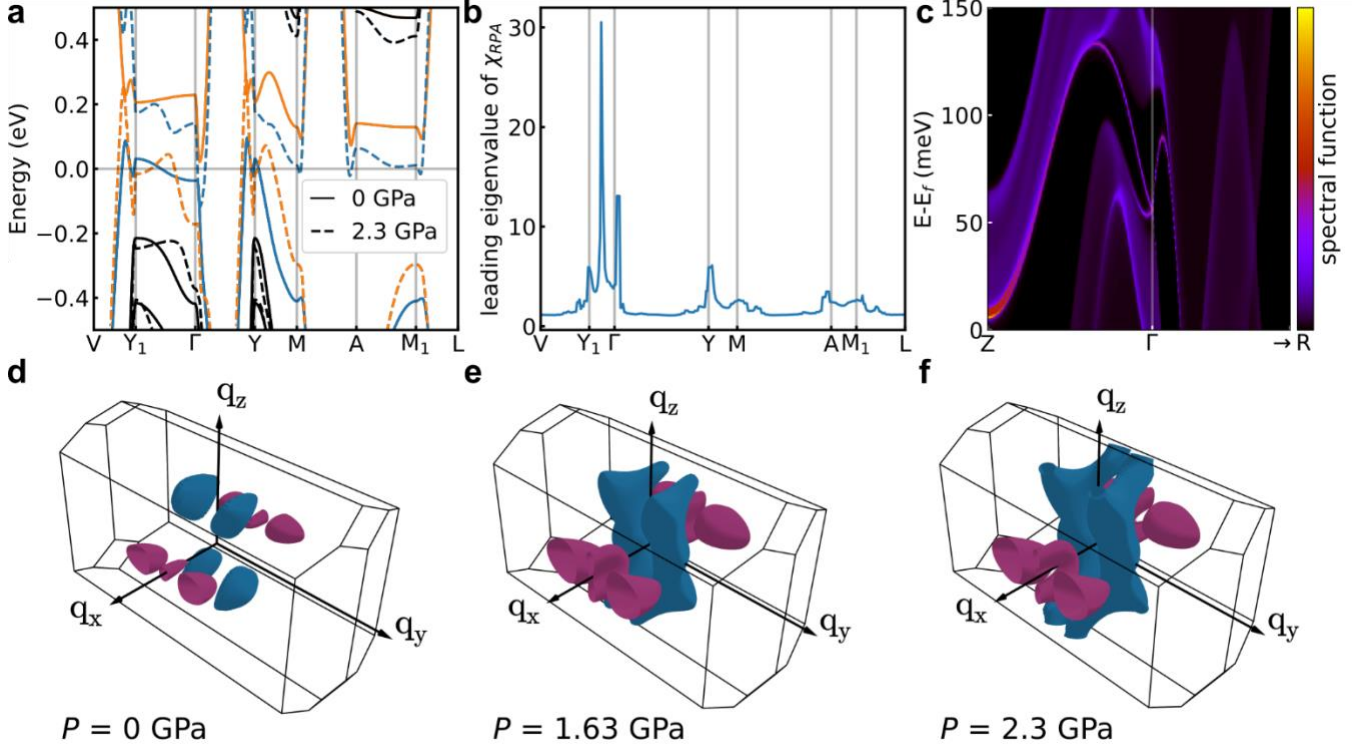 a
0.4
0.2
0.0
−0.2
−0.4
Energy (eV)
0 GPa
2.3 GPa
V Y₁ Γ Y M A M₁ L
b
30
20
10
0
leading eigenvalue of χRPA
V Y₁ Γ Y M A M₁ L
c
150
100
50
0
E-Ef (meV)
Z Γ → R
spectral function
d
qz
qx
qy
P = 0 GPa
e
qz
qx
qy
P = 1.63 GPa
f
qz
qx
qy
P = 2.3 GPa